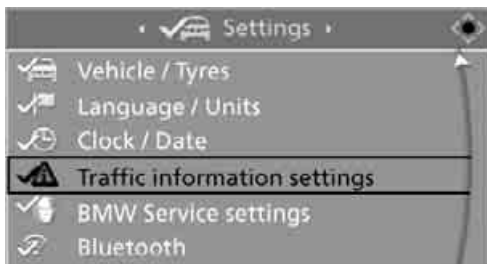 Settings
Vehicle / Tyres
Language / Units
Clock / Date
Traffic information settings
BMW Service settings
Bluetooth